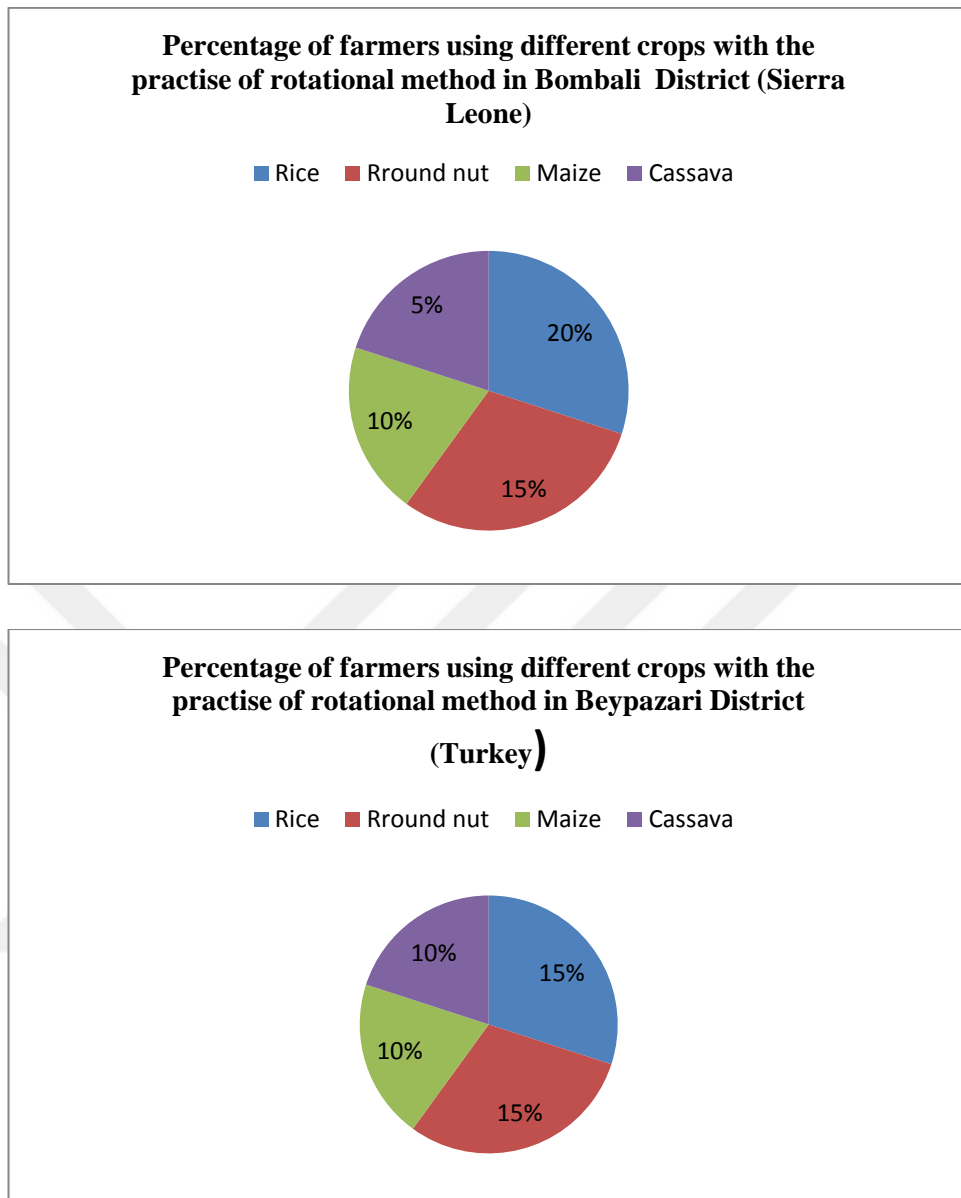 Percentage of farmers using different crops with the
practise of rotational method in Bombali District (Sierra
Leone)
Rice Rround nut Maize Cassava
5%
20%
10%
15%
Percentage of farmers using different crops with the
practise of rotational method in Beypazari District
(Turkey)
Rice Rround nut Maize Cassava
10%
15%
10%
15%